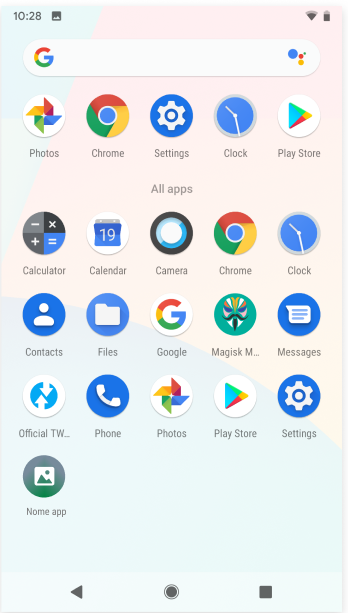 10:28
Photos Chrome Settings Clock Play Store
All apps
19
Calculator Calendar Camera Chrome Clock
Contacts Files Google Magisk M... Messages
Official TW... Phone Photos Play Store Settings
Nome app